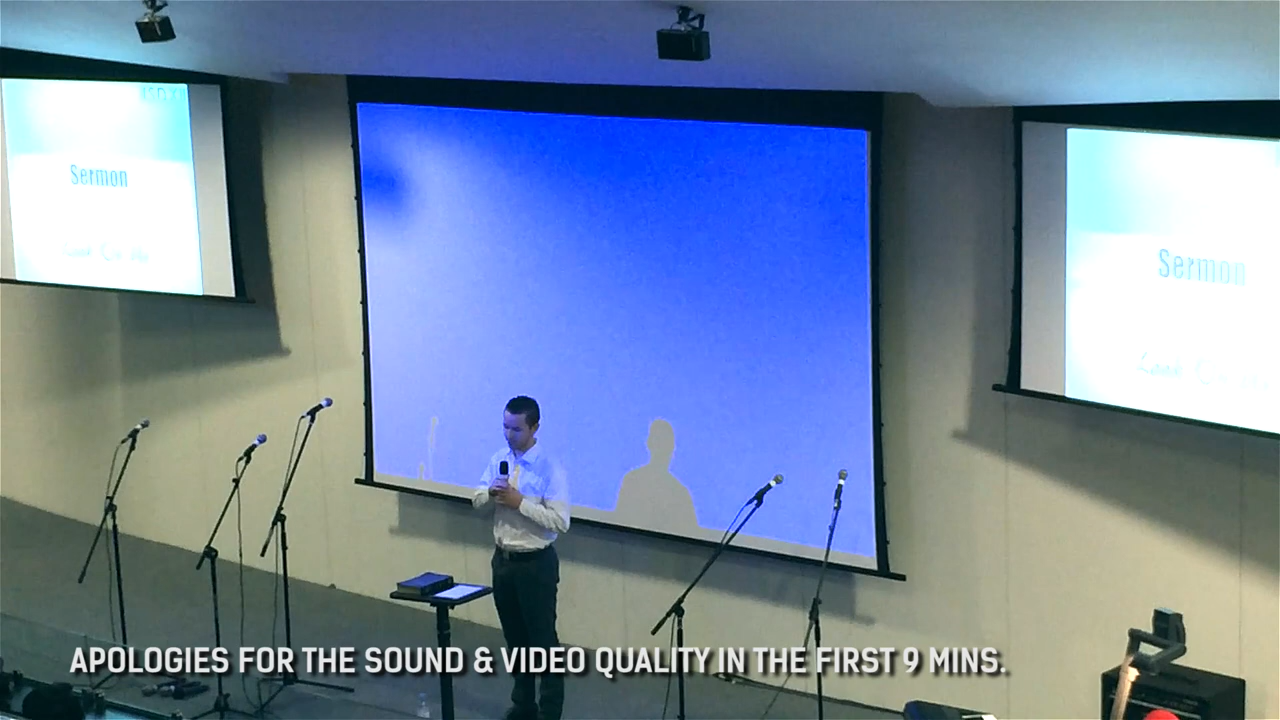 Sermon
Sermon
APOLOGIES FOR THE SOUND & VIDEO QUALITY IN THE FIRST 9 MINS.